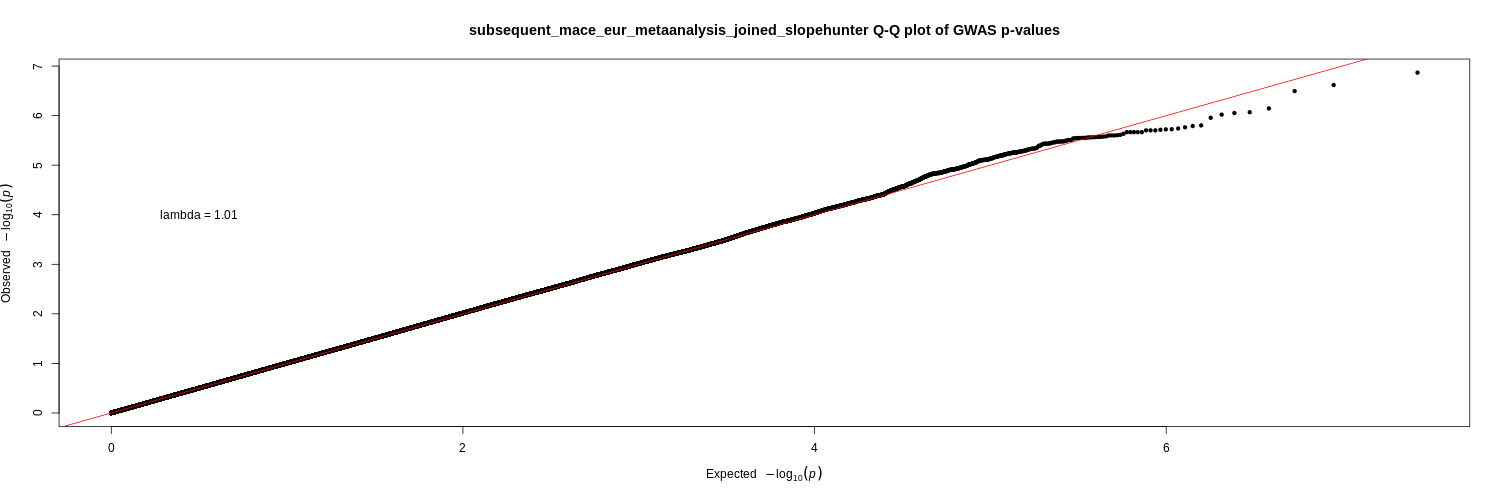 subsequent_mace_eur_metaanalysis_joined_slopehunter Q-Q plot of GWAS p-values
7
6
5
4
3
2
1
0
Observed −log10(p)
lambda = 1.01
0 2 4 6
Expected −log10(p)